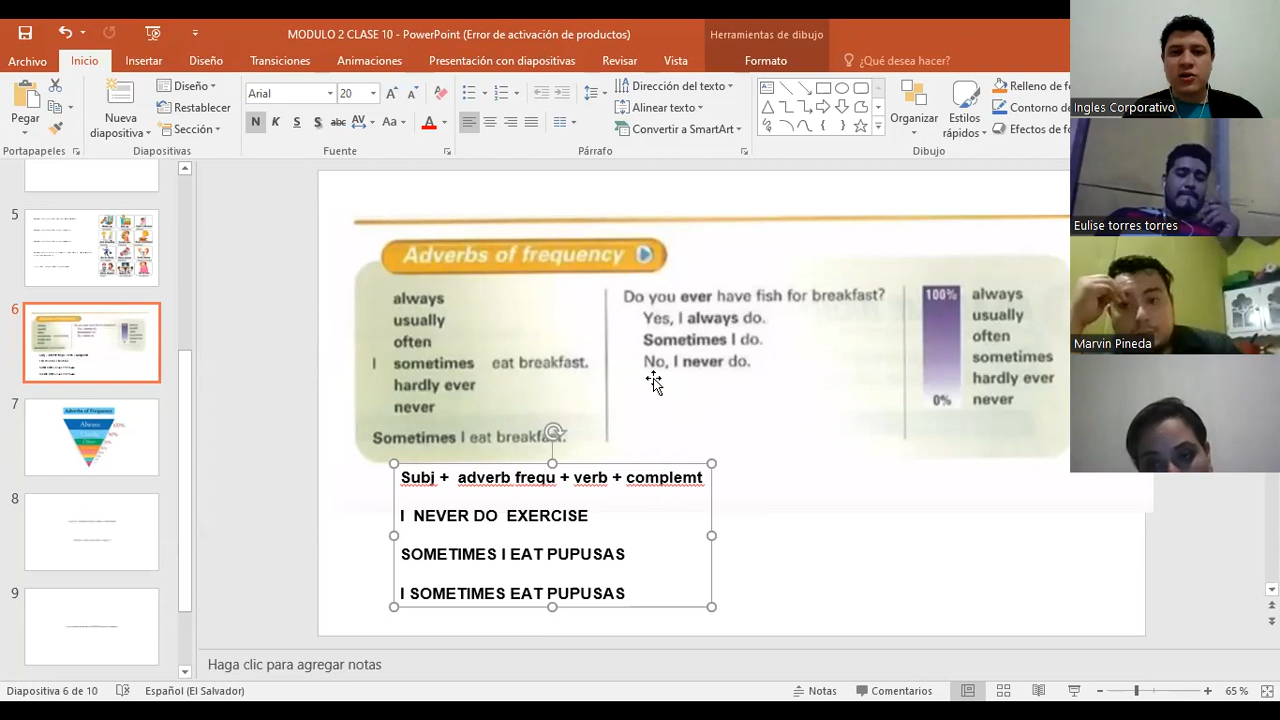 MODULO 2 CLASE 10 - PowerPoint (Error de activación de productos)
Herramientas de dibujo
Archivo Inicio Insertar Diseño Transiciones Animaciones Presentación con diapositivas Revisar Vista Formato ¿Qué desea hacer?
Pegar
Portapapeles
Nueva diapositiva
Diseño
Restablecer
Sección
Diapositivas
Arial 20
N K S abc AV Aa A
Fuente
Dirección del texto
Alinear texto
Convertir a SmartArt
Párrafo
Organizar
Estilos rápidos
Relleno de
Contorno de
Efectos de fo
Dibujo
Ingles Corporativo
Eulise torres torres
Marvin Pineda
5
6
7
Adverbs of Frequency
Always
8
9
Adverbs of frequency
always
usually
often
I sometimes eat breakfast.
hardly ever
never
Sometimes I eat breakfast.
Do you ever have fish for breakfast?
Yes, I always do.
Sometimes I do.
No, I never do.
100% always
usually
often
sometimes
hardly ever
0% never
Subj + adverb frequ + verb + complemt
I NEVER DO EXERCISE
SOMETIMES I EAT PUPUSAS
I SOMETIMES EAT PUPUSAS
Haga clic para agregar notas
Diapositiva 6 de 10 Español (El Salvador) Notas Comentarios 65 %